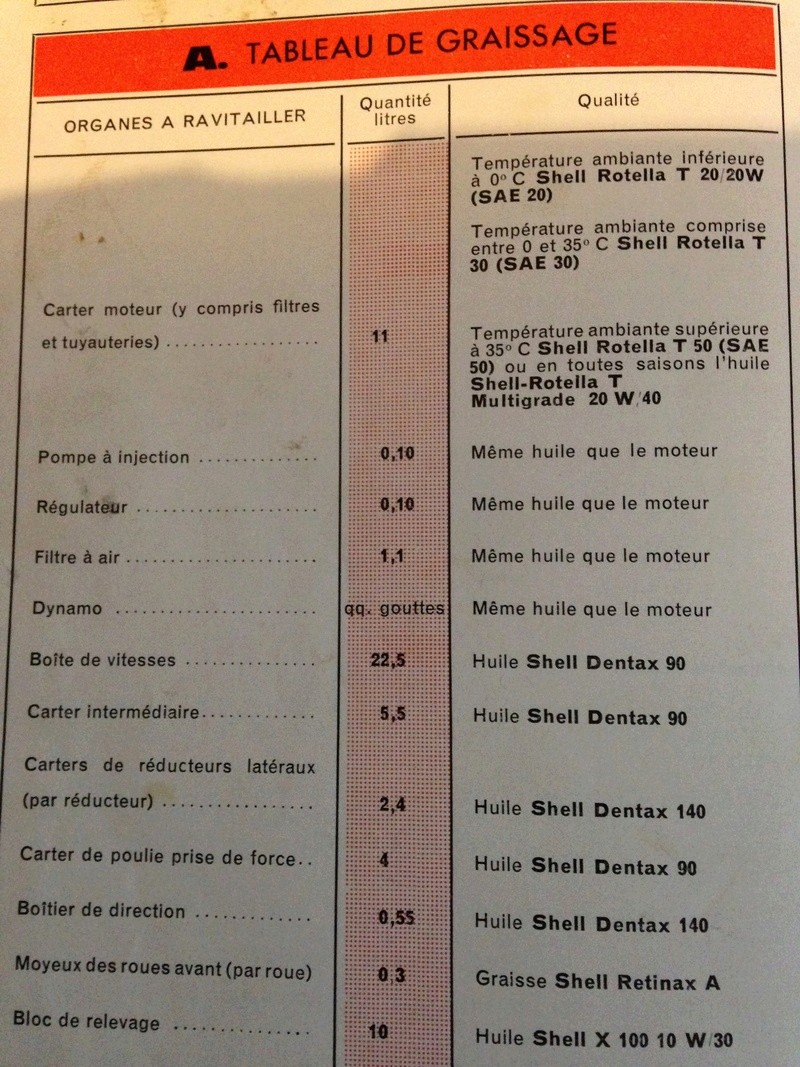 A. TABLEAU DE GRAISSAGE
ORGANES A RAVITAILLER
Quantité
litres
Qualité
Température ambiante inférieure
à 0° C Shell Rotella T 20/20W
(SAE 20)
Température ambiante comprise
entre 0 et 35° C Shell Rotella T
30 (SAE 30)
Carter moteur (y compris filtres
et tuyauteries) ..................
11
Température ambiante supérieure
à 35° C Shell Rotella T 50 (SAE
50) ou en toutes saisons l'huile
Shell-Rotella T
Multigrade 20 W/40
Pompe à injection .............. 0,10 Même huile que le moteur
Régulateur ..................... 0,10 Même huile que le moteur
Filtre à air ...................... 1,1 Même huile que le moteur
Dynamo ....................... qq. gouttes Même huile que le moteur
Boîte de vitesses ............... 22,5 Huile Shell Dentax 90
Carter intermédiaire............. 5,5 Huile Shell Dentax 90
Carters de réducteurs latéraux
(par réducteur) ................. 2,4 Huile Shell Dentax 140
Carter de poulie prise de force.. 4 Huile Shell Dentax 90
Boîtier de direction ............. 0,55 Huile Shell Dentax 140
Moyeux des roues avant (par roue) 0,3 Graisse Shell Retinax A
Bloc de relevage ............... 10 Huile Shell X 100 10 W/30